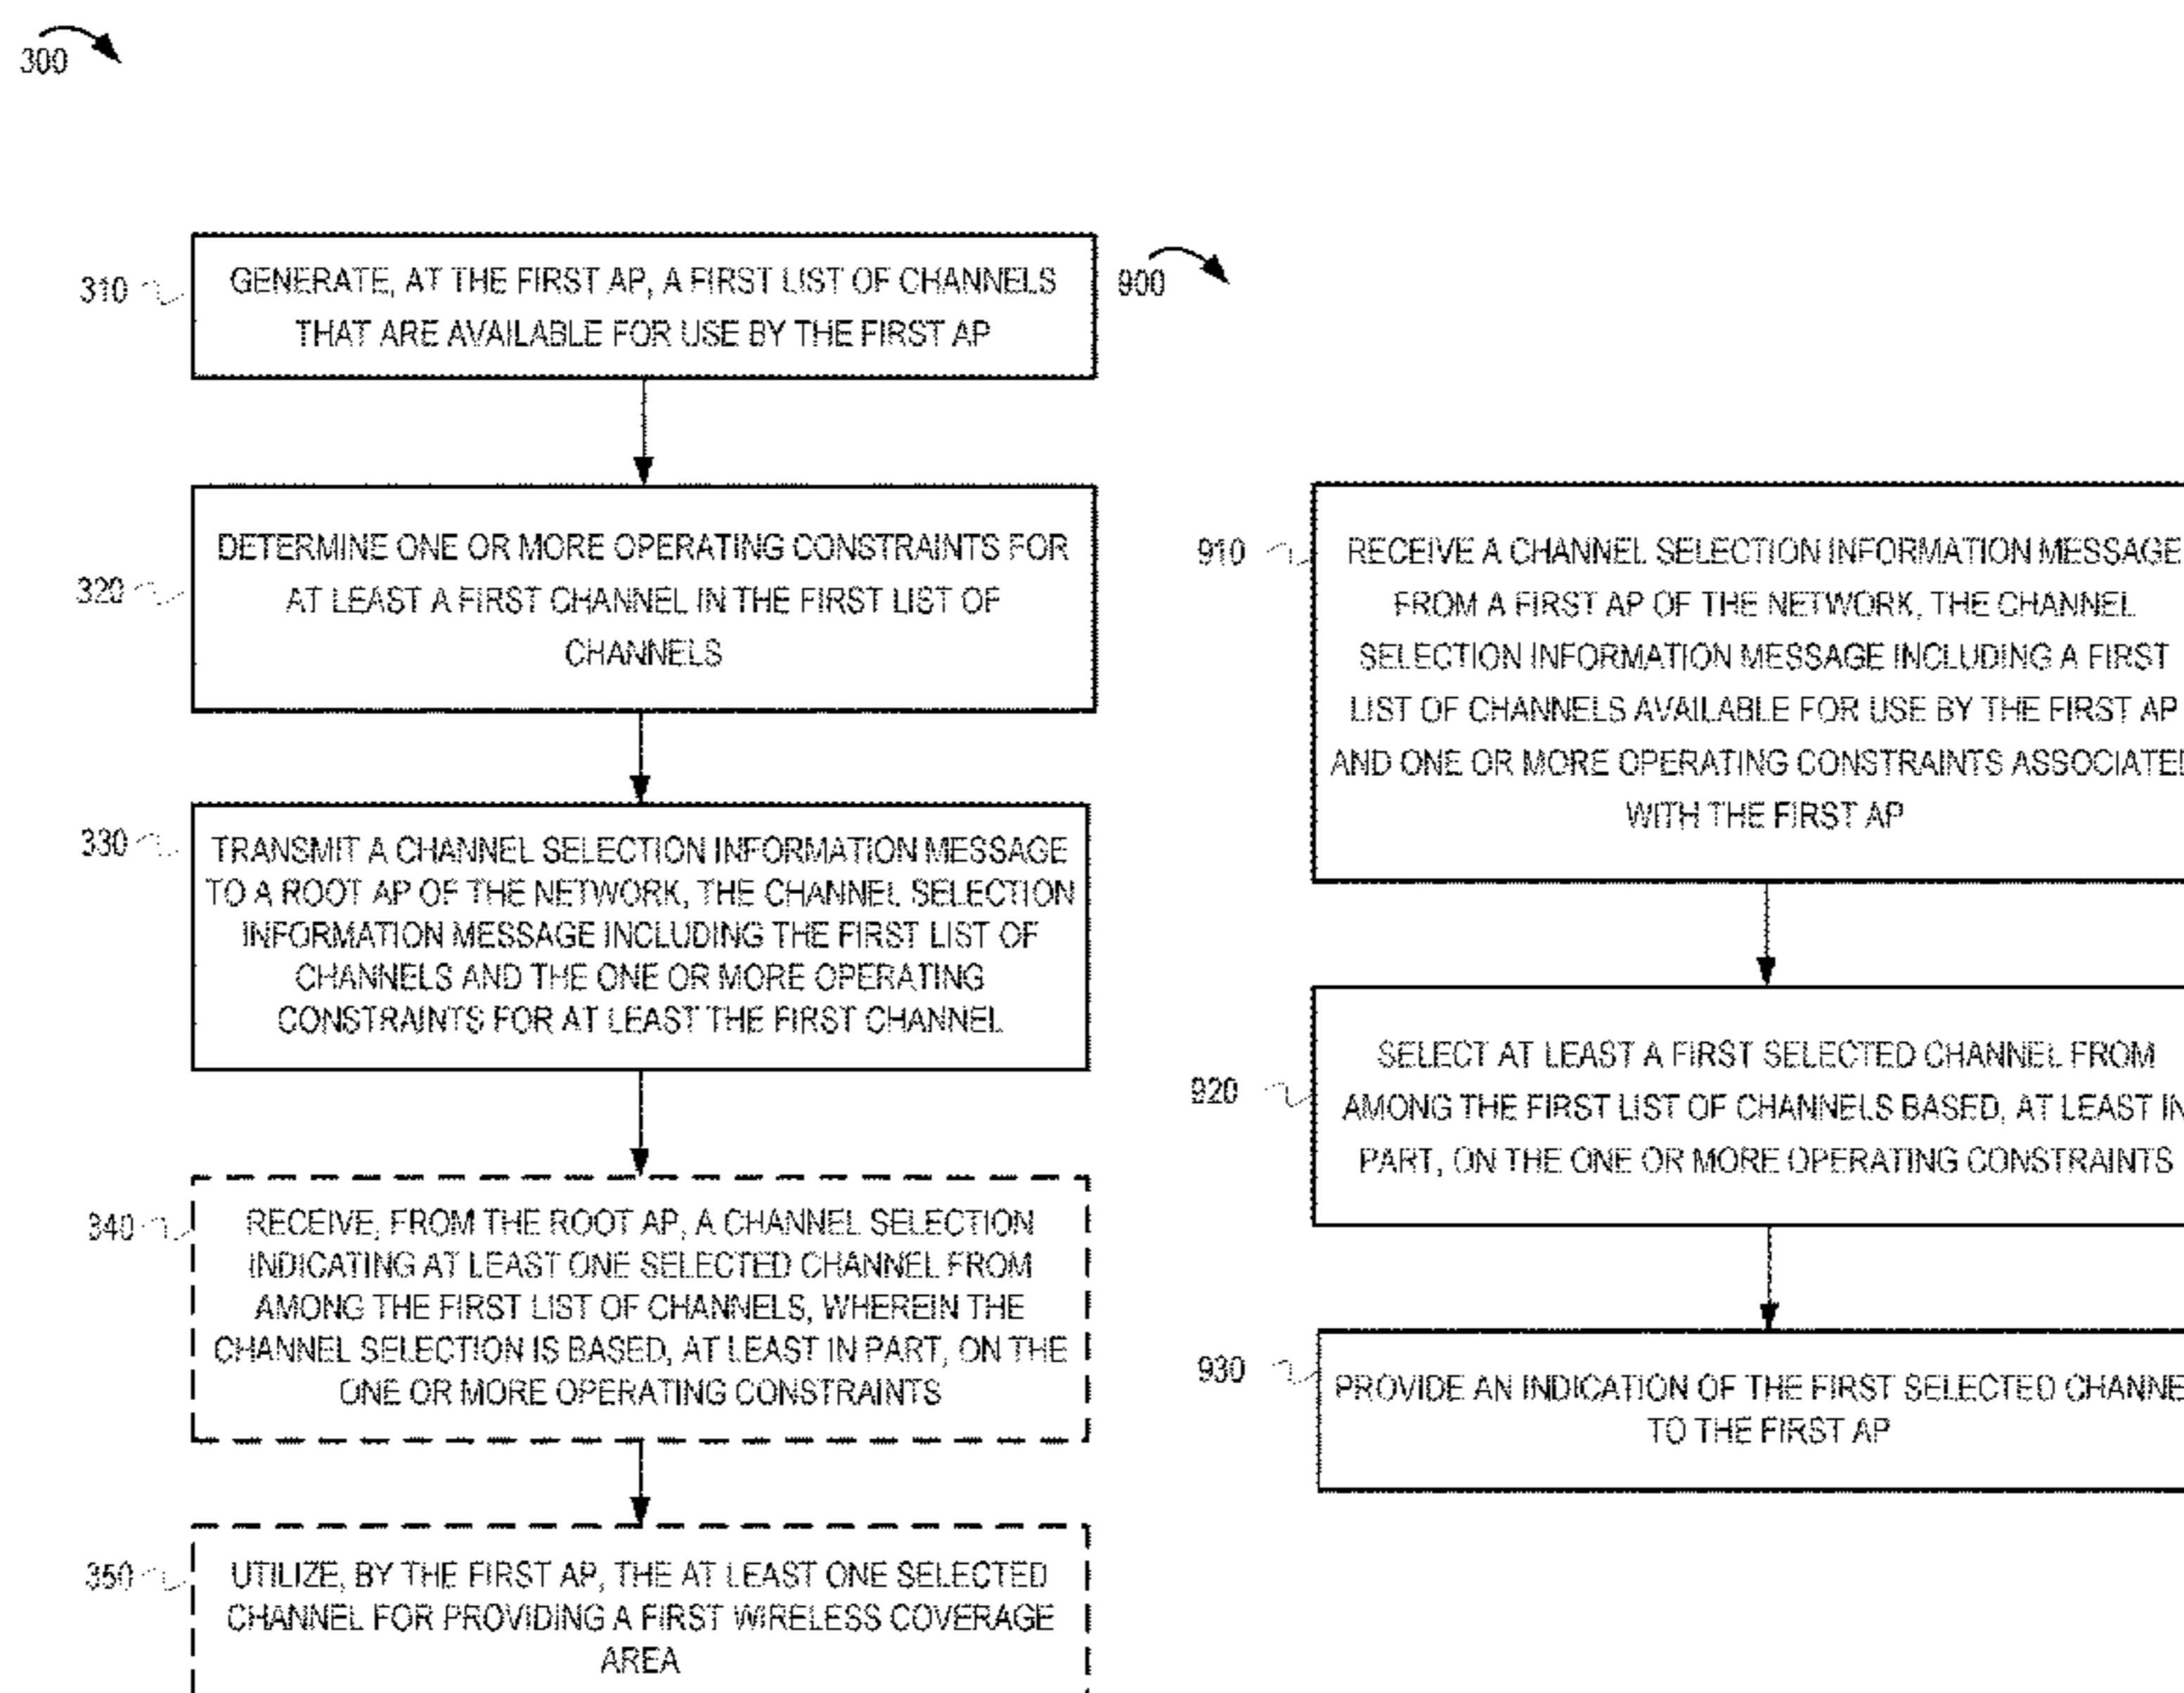 300
310
GENERATE, AT THE FIRST AP, A FIRST LIST OF CHANNELS
THAT ARE AVAILABLE FOR USE BY THE FIRST AP
320
DETERMINE ONE OR MORE OPERATING CONSTRAINTS FOR
AT LEAST A FIRST CHANNEL IN THE FIRST LIST OF
CHANNELS
330
TRANSMIT A CHANNEL SELECTION INFORMATION MESSAGE
TO A ROOT AP OF THE NETWORK, THE CHANNEL SELECTION
INFORMATION MESSAGE INCLUDING THE FIRST LIST OF
CHANNELS AND THE ONE OR MORE OPERATING
CONSTRAINTS FOR AT LEAST THE FIRST CHANNEL
340
RECEIVE, FROM THE ROOT AP, A CHANNEL SELECTION
INDICATING AT LEAST ONE SELECTED CHANNEL FROM
AMONG THE FIRST LIST OF CHANNELS, WHEREIN THE
CHANNEL SELECTION IS BASED, AT LEAST IN PART, ON THE
ONE OR MORE OPERATING CONSTRAINTS
350
UTILIZE, BY THE FIRST AP, THE AT LEAST ONE SELECTED
CHANNEL FOR PROVIDING A FIRST WIRELESS COVERAGE
AREA
900
910
RECEIVE A CHANNEL SELECTION INFORMATION MESSAGE
FROM A FIRST AP OF THE NETWORK, THE CHANNEL
SELECTION INFORMATION MESSAGE INCLUDING A FIRST
LIST OF CHANNELS AVAILABLE FOR USE BY THE FIRST AP
AND ONE OR MORE OPERATING CONSTRAINTS ASSOCIATE
WITH THE FIRST AP
920
SELECT AT LEAST A FIRST SELECTED CHANNEL FROM
AMONG THE FIRST LIST OF CHANNELS BASED, AT LEAST IN
PART, ON THE ONE OR MORE OPERATING CONSTRAINTS
930
PROVIDE AN INDICATION OF THE FIRST SELECTED CHANNE
TO THE FIRST AP